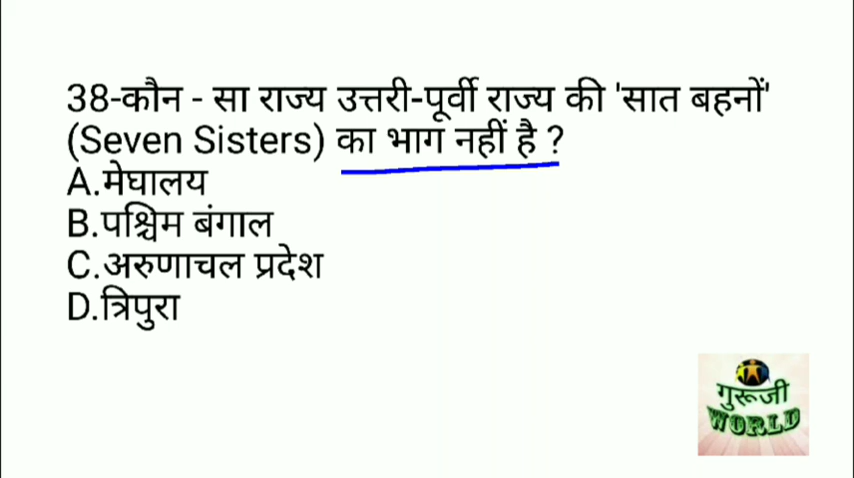 38-कौन - सा राज्य उत्तरी-पूर्वी राज्य की 'सात बहनों'
(Seven Sisters) का भाग नहीं है ?
A.मेघालय
B.पश्चिम बंगाल
C.अरुणाचल प्रदेश
D.त्रिपुरा
गुरूजी
WORLD